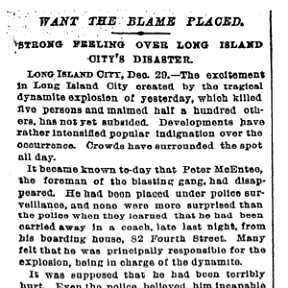 WANT THE BLAME PLACED.
STRONG FEELING OVER LONG ISLAND
CITY'S DISASTER.
LONG ISLAND CITY, Dec. 29.—The excitement
in Long Island City created by the tragical
dynamite explosion of yesterday, which killed
five persons and maimed half a hundred oth-
ers, has not yet subsided. Developments have
rather intensified popular indignation over the
occurrence. Crowds have surrounded the spot
all day.
It became known to-day that Peter McEntee,
the foreman of the blasting gang, had disap-
peared. He had been placed under police sur-
veillance, and none were more surprised than
the police when they learned that he had been
carried away in a coach, late last night, from
his boarding house, 82 Fourth Street. Many
felt that he was principally responsible for the
explosion, being in charge of the dynamite.
It was supposed that he had been terribly
hurt. Even the police believed him incapable